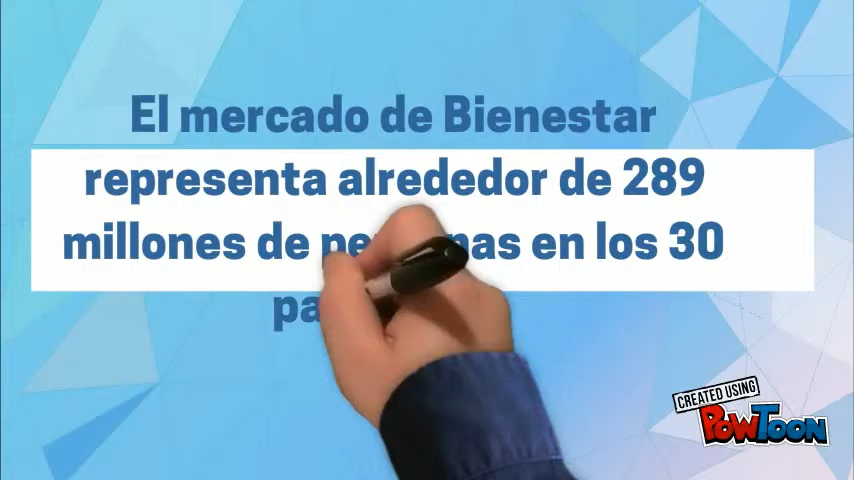 El mercado de Bienestar
representa alrededor de 289
millones de en los 30
CREATED USING
POWTOON